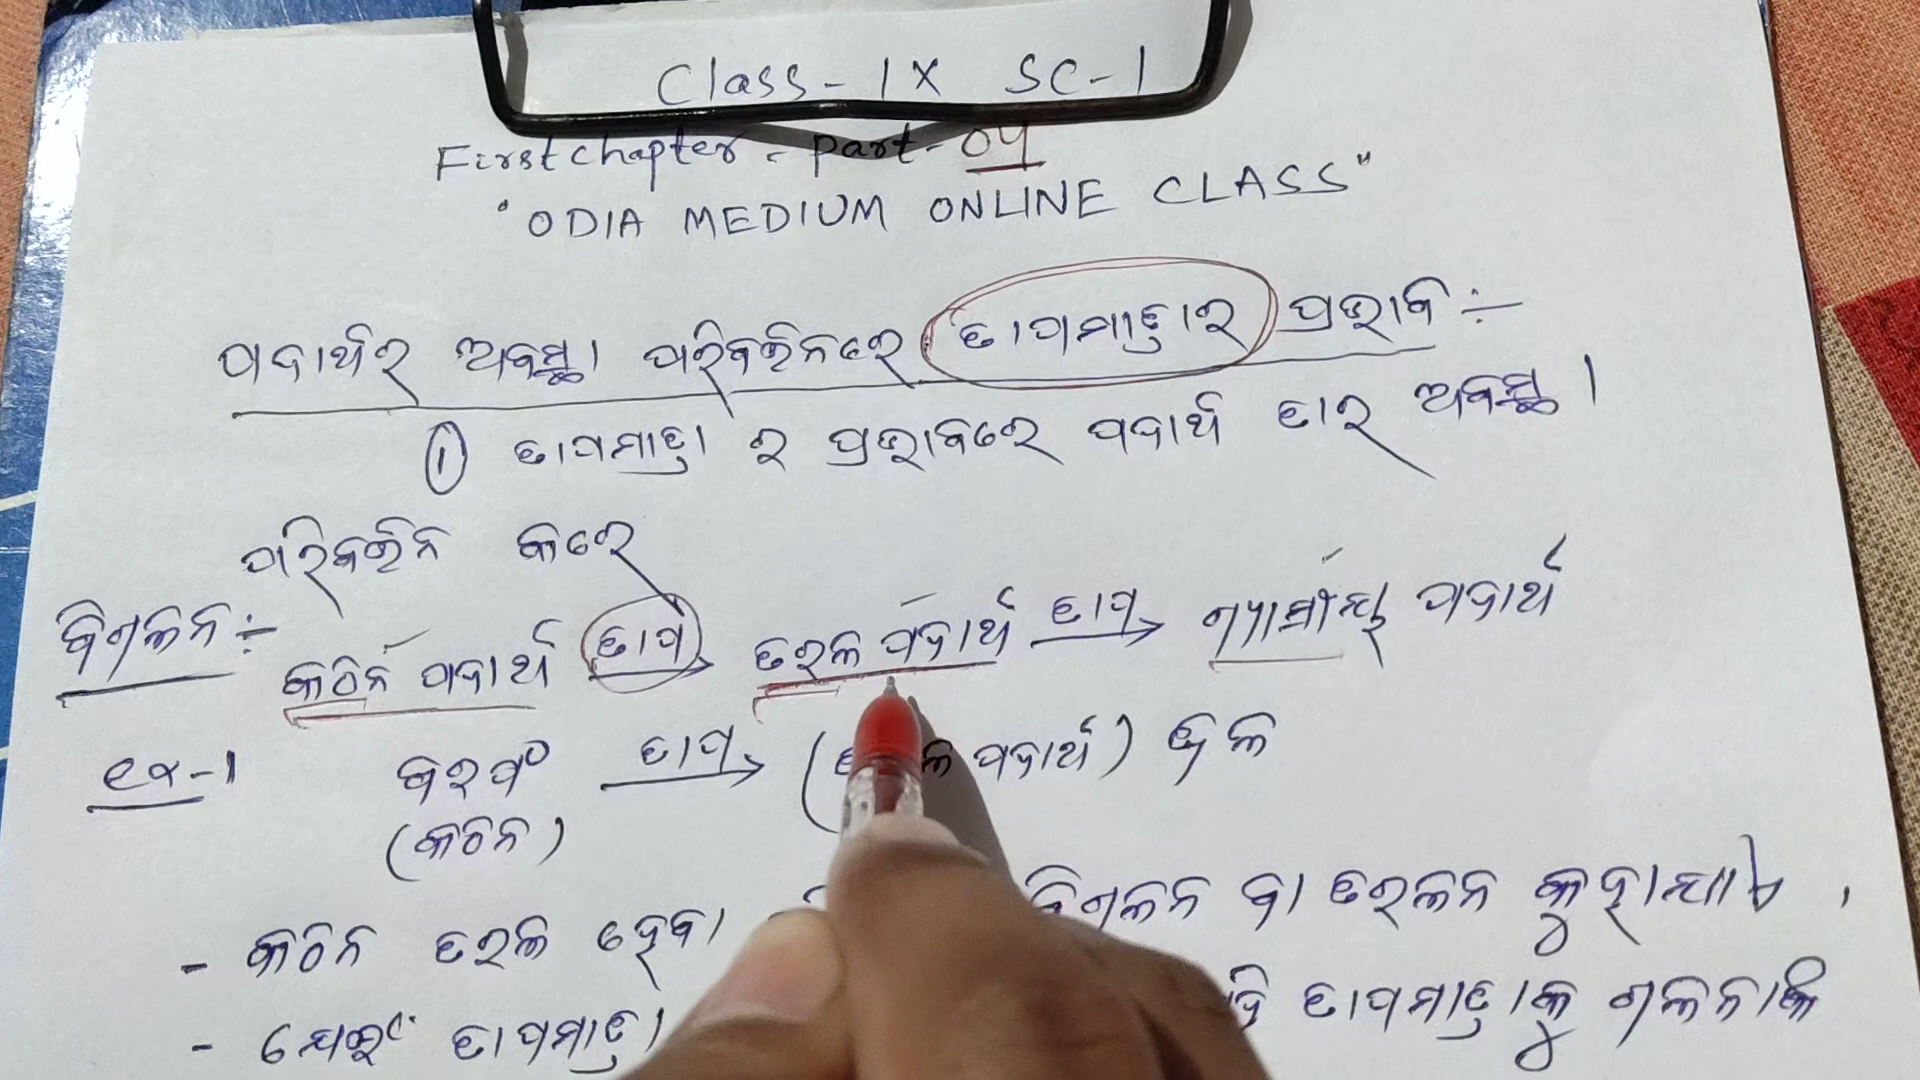 Class - IX SC-1
First chapter - part - 04
"ODIA MEDIUM ONLINE CLASS"
ପଦାର୍ଥର ଅବସ୍ଥା ପରିବର୍ତ୍ତନରେ ତାପମାତ୍ରାର ପ୍ରଭାବ :-
① ତାପମାତ୍ରା ର ପ୍ରଭାବରେ ପଦାର୍ଥ ତାର ଅବସ୍ଥା
ପରିବର୍ତ୍ତନ କରେ
ବିଗଳନ :-
କଠିନ ପଦାର୍ଥ ତାପ → ତରଳ ପଦାର୍ଥ ତାପ → ଗ୍ୟାସୀୟ ପଦାର୍ଥ
ବରଫ ତାପ → ( ପଦାର୍ଥ) ଜଳ
(କଠିନ)
- କଠିନ ତରଳ ହେବା ବିଗଳନ ବା ତରଳନ କୁହାଯାଏ ,
- ଯେଉଁ ତାପମାତ୍ରା ତାପମାତ୍ରାକୁ ଗଳନାଙ୍କ